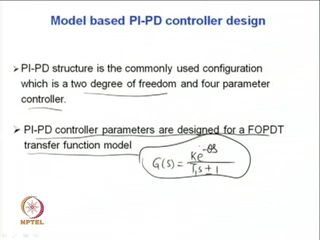 Model based PI-PD controller design
➢PI-PD structure is the commonly used configuration
which is a two degree of freedom and four parameter
controller.
➢ PI-PD controller parameters are designed for a FOPDT
transfer function model
G(s) = Ke^{-θs} / (T₁s + 1)
NPTEL